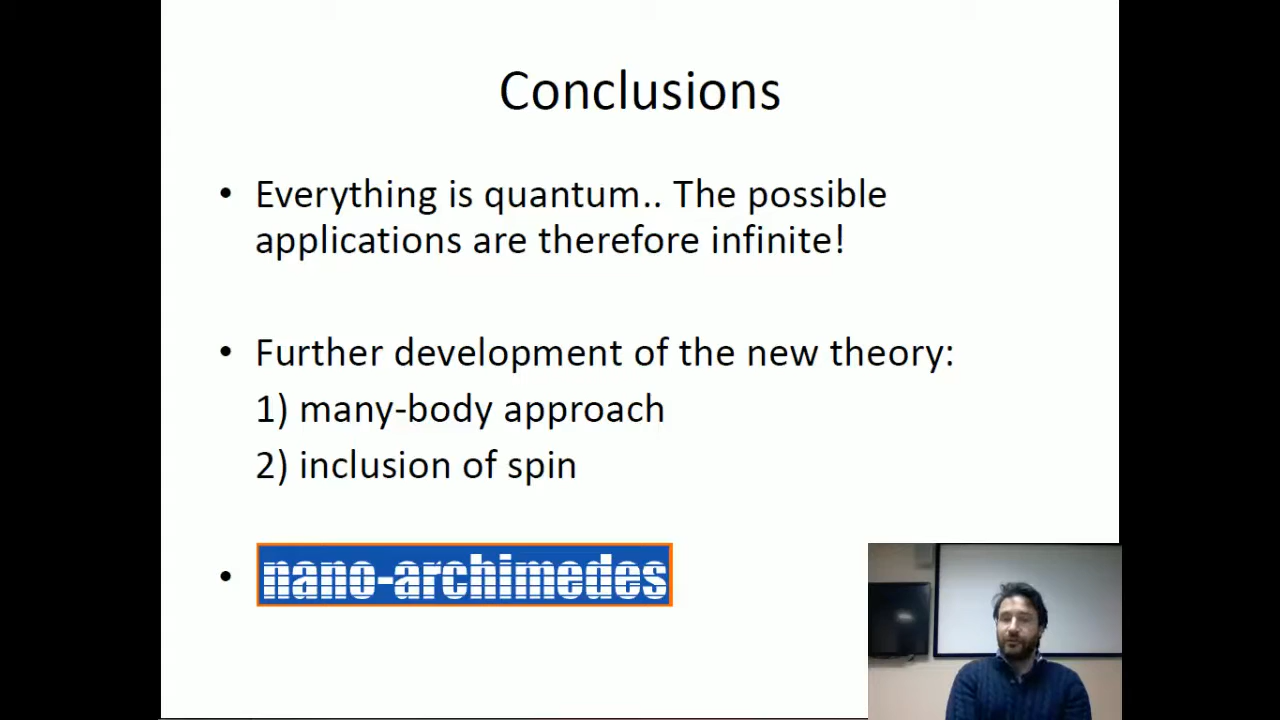 Conclusions
• Everything is quantum.. The possible
applications are therefore infinite!
• Further development of the new theory:
1) many-body approach
2) inclusion of spin
• nano-archimedes